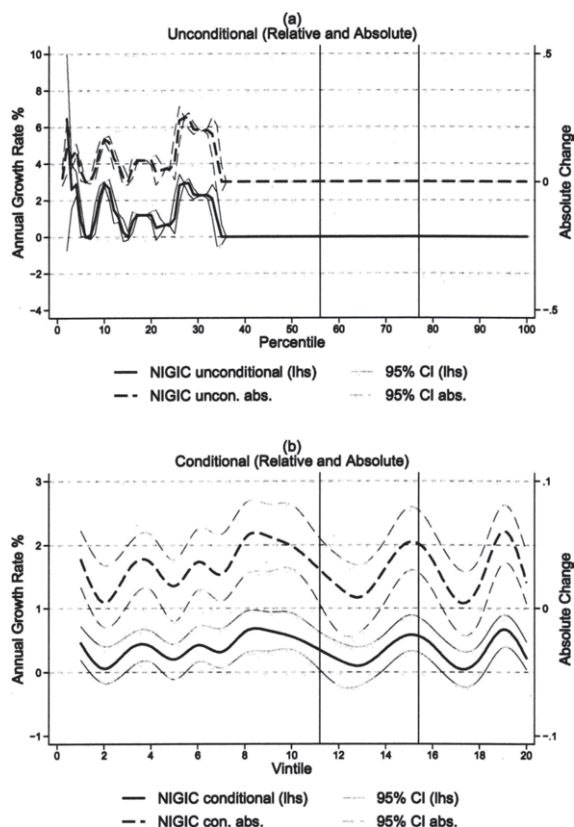 (a)
Unconditional (Relative and Absolute)
Annual Growth Rate %
10
8
6
4
2
0
−2
−4
.5
0
-.5
Absolute Change
0 10 20 30 40 50 60 70 80 90 100
Percentile
NIGIC unconditional (lhs) 95% CI (lhs)
NIGIC uncon. abs. 95% CI abs.
(b)
Conditional (Relative and Absolute)
Annual Growth Rate %
3
2
1
0
−1
.1
0
-.1
Absolute Change
0 2 4 6 8 10 12 14 16 18 20
Vintile
NIGIC conditional (lhs) 95% CI (lhs)
NIGIC con. abs. 95% CI abs.